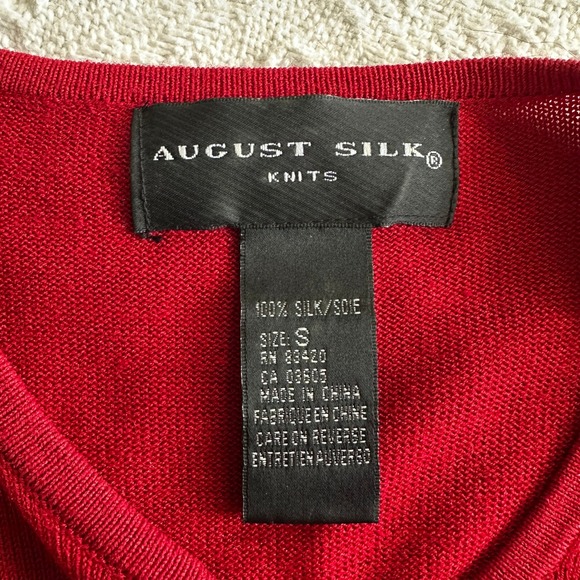 AUGUST SILK®
KNITS
100% SILK/SOIE
SIZE: S
RN 83420
CA 03605
MADE IN CHINA
FABRIQUE EN CHINE
CARE ON REVERSE
ENTRETIEN AU VERSO